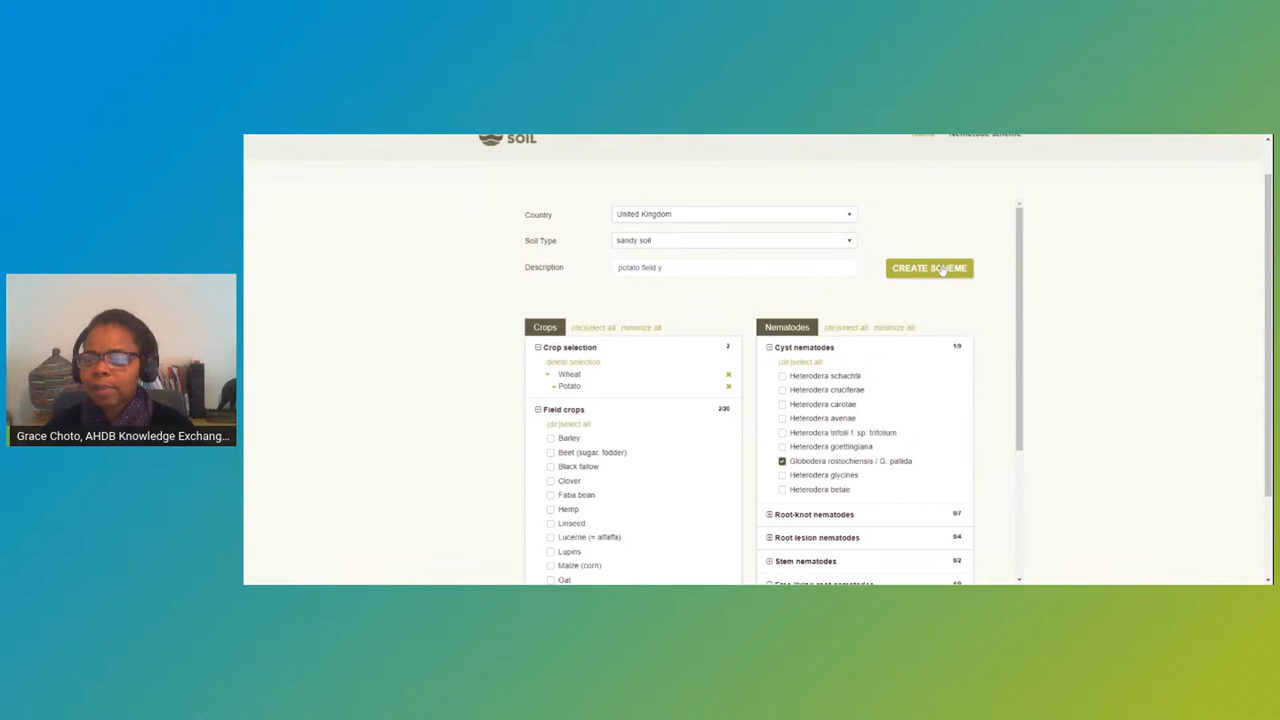 SOIL
Nematode scheme
Country United Kingdom
Soil Type sandy soil
Description potato field y CREATE SCHEME
Crops (de)select all minimize all
Crop selection 2
delete selection
Wheat
Potato
Field crops 2/20
(de)select all
Barley
Beet (sugar, fodder)
Black fallow
Clover
Faba bean
Hemp
Linseed
Lucerne (= alfalfa)
Lupins
Maize (corn)
Oat
Nematodes (de)select all minimize all
Cyst nematodes 1/9
(de)select all
Heterodera schachtii
Heterodera cruciferae
Heterodera carotae
Heterodera avenae
Heterodera trifolii f. sp. trifolium
Heterodera goettingiana
Globodera rostochiensis / G. pallida
Heterodera glycines
Heterodera betae
Root-knot nematodes 0/7
Root lesion nematodes 0/4
Stem nematodes 0/2
Grace Choto, AHDB Knowledge Exchang...